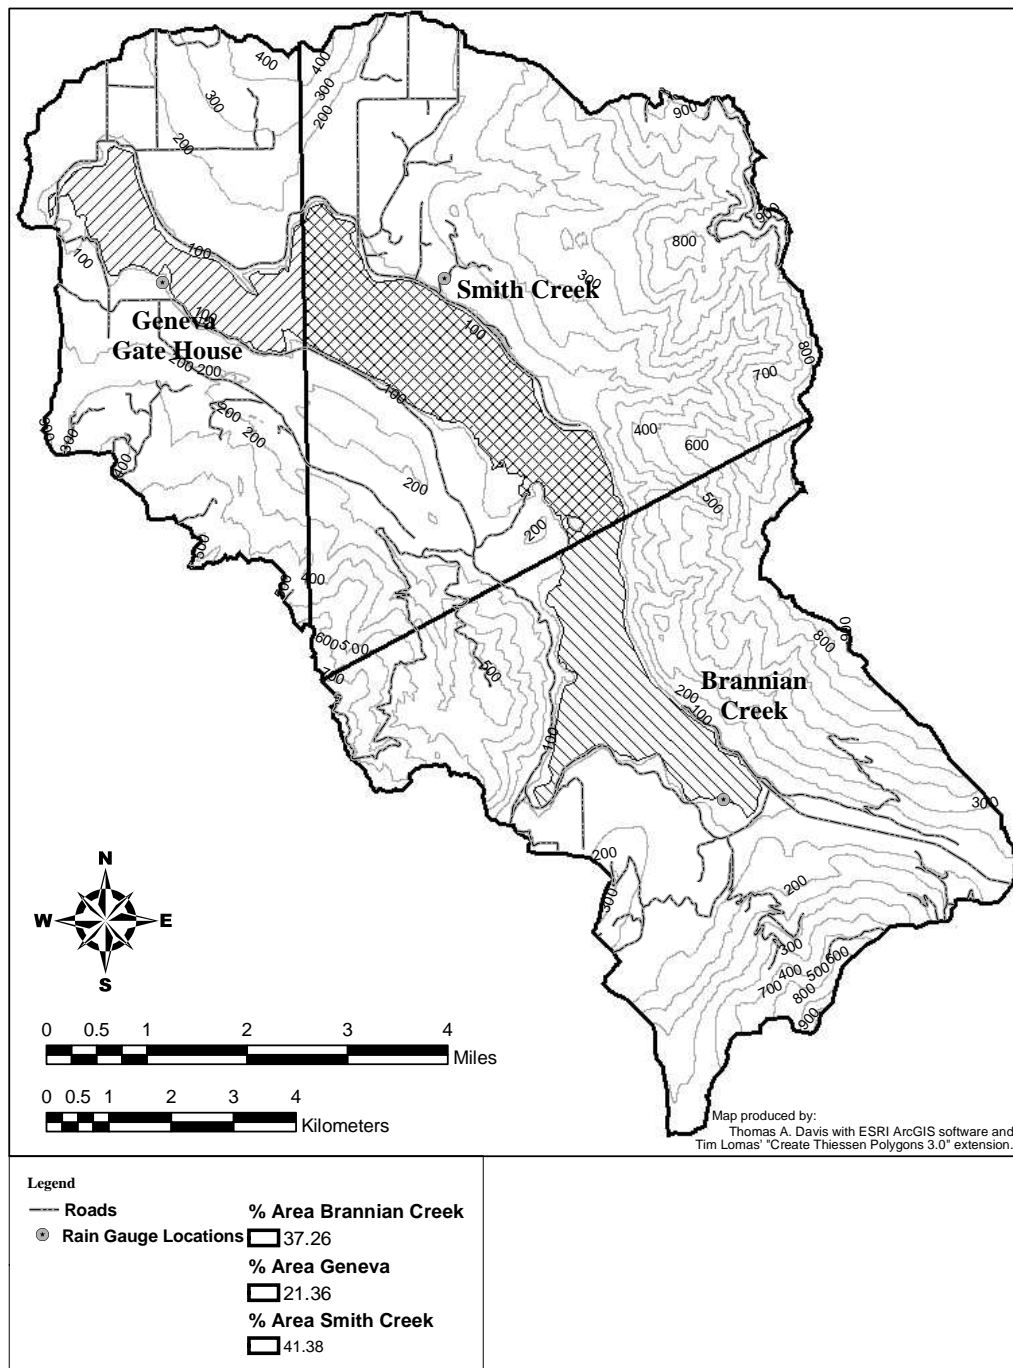 400
400
300
300
200
200
900
900
800
100
100
300
Smith Creek
100
100
Geneva
Gate House
200
200
800
700
100
200
200
400
600
900
300
400
200
500
200
500
400
500
600
500
700
500
900
800
Brannian
Creek
200
100
100
300
200
300
200
300
400
500
600
700
800
900
N
W
E
S
0 0.5 1 2 3 4
Miles
0 0.5 1 2 3 4
Kilometers
Map produced by:
Thomas A. Davis with ESRI ArcGIS software and
Tim Lomas' "Create Thiessen Polygons 3.0" extension.
Legend
Roads
Rain Gauge Locations
% Area Brannian Creek
37.26
% Area Geneva
21.36
% Area Smith Creek
41.38